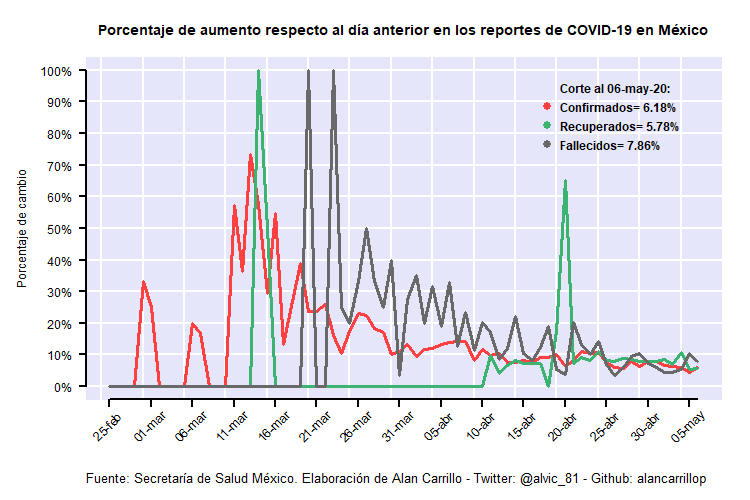 Porcentaje de aumento respecto al día anterior en los reportes de COVID-19 en México
Porcentaje de cambio
100%
90%
80%
70%
60%
50%
40%
30%
20%
10%
0%
Corte al 06-may-20:
Confirmados= 6.18%
Recuperados= 5.78%
Fallecidos= 7.86%
25-feb
01-mar
06-mar
11-mar
16-mar
21-mar
26-mar
31-mar
05-abr
10-abr
15-abr
20-abr
25-abr
30-abr
05-may
Fuente: Secretaría de Salud México. Elaboración de Alan Carrillo - Twitter: @alvic_81 - Github: alancarrillop